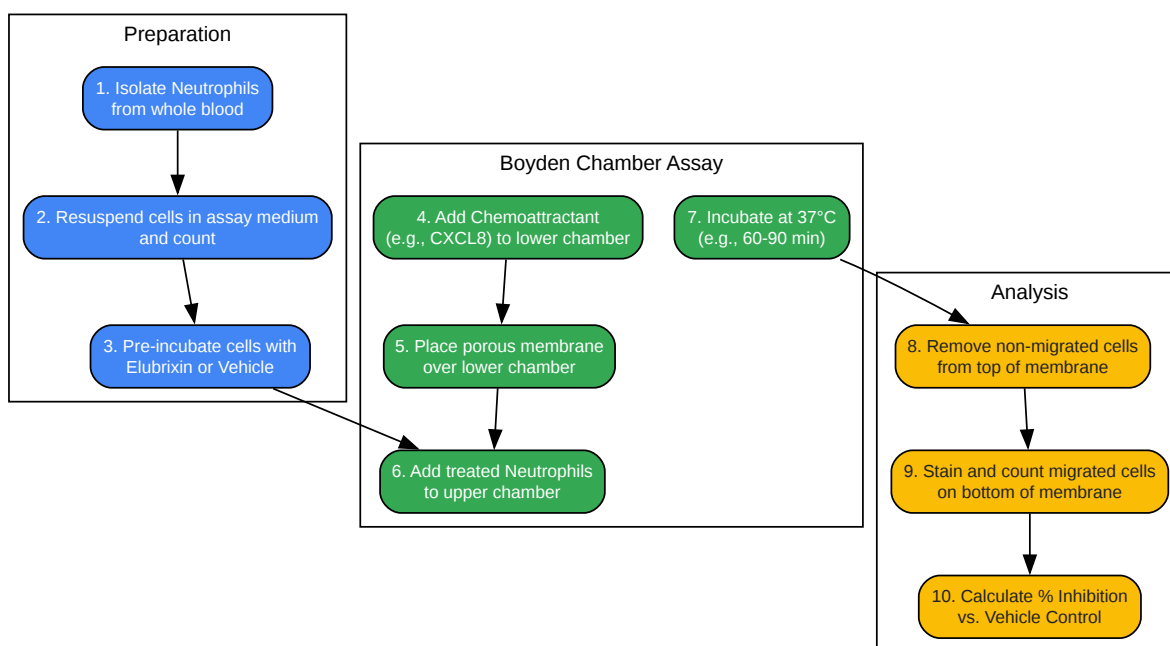 Preparation
1. Isolate Neutrophils
from whole blood
2. Resuspend cells in assay medium
and count
3. Pre-incubate cells with
Elubrixin or Vehicle
Boyden Chamber Assay
4. Add Chemoattractant
(e.g., CXCL8) to lower chamber
5. Place porous membrane
over lower chamber
6. Add treated Neutrophils
to upper chamber
7. Incubate at 37°C
(e.g., 60-90 min)
Analysis
8. Remove non-migrated cells
from top of membrane
9. Stain and count migrated cells
on bottom of membrane
10. Calculate % Inhibition
vs. Vehicle Control